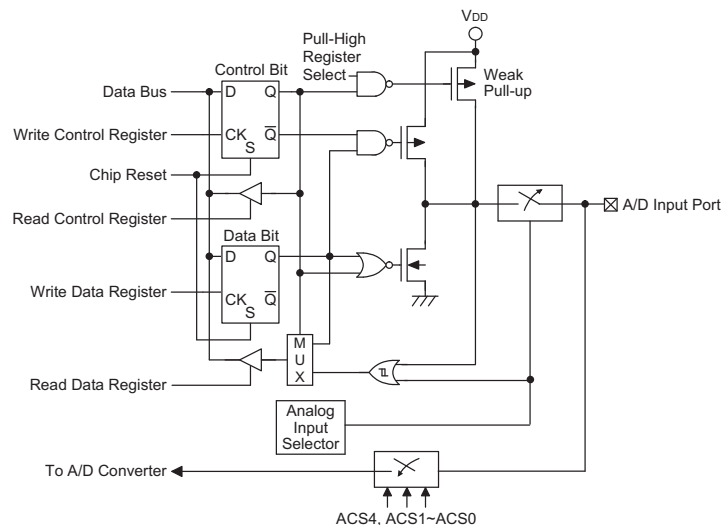 VDD
Pull-High
Register
Select
Control Bit
Weak
Pull-up
Data Bus
D
Q
Write Control Register
CK
Q
S
Chip Reset
A/D Input Port
Read Control Register
Data Bit
D
Q
Write Data Register
CK
Q
S
M
U
X
Read Data Register
Analog
Input
Selector
To A/D Converter
ACS4, ACS1~ACS0